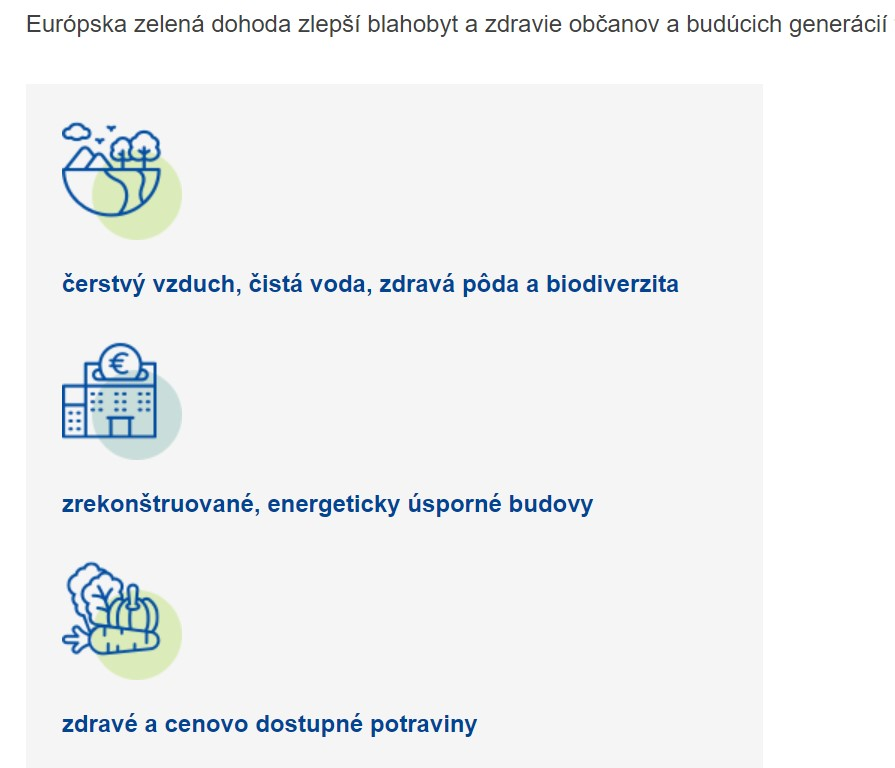 Európska zelená dohoda zlepší blahobyt a zdravie občanov a budúcich generácií
€
čerstvý vzduch, čistá voda, zdravá pôda a biodiverzita
zrekonštruované, energeticky úsporné budovy
zdravé a cenovo dostupné potraviny